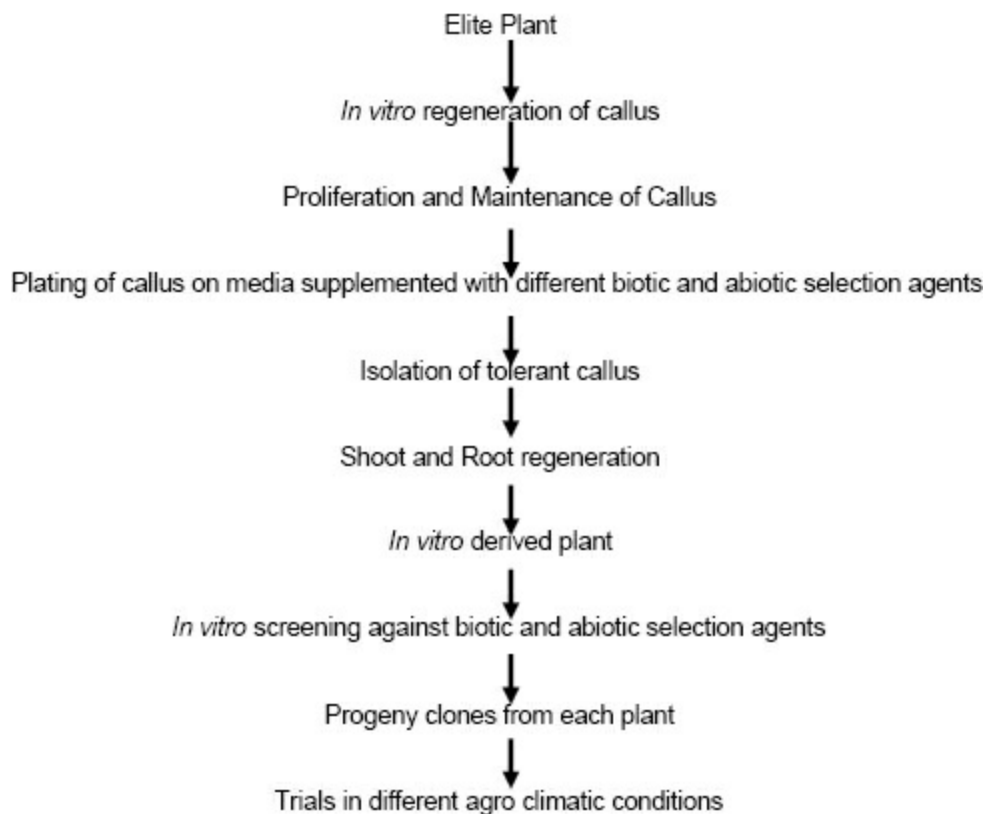 Elite Plant
In vitro regeneration of callus
Proliferation and Maintenance of Callus
Plating of callus on media supplemented with different biotic and abiotic selection agents
Isolation of tolerant callus
Shoot and Root regeneration
In vitro derived plant
In vitro screening against biotic and abiotic selection agents
Progeny clones from each plant
Trials in different agro climatic conditions